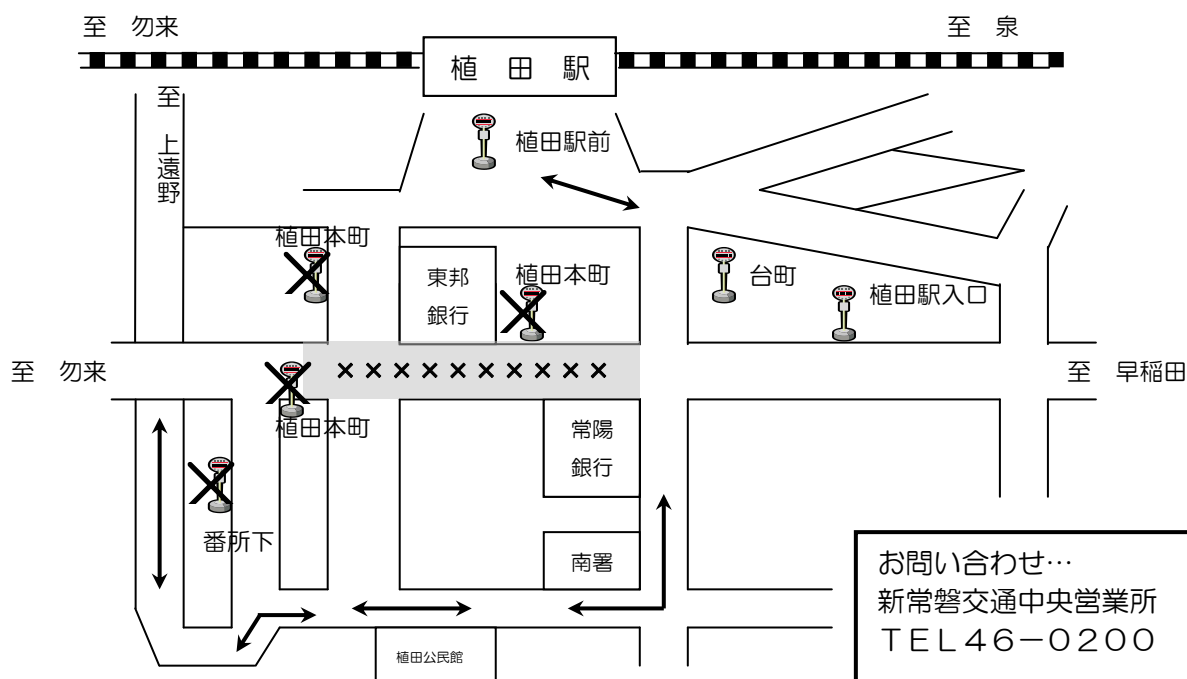 至　勿来
至　泉
植　田　駅
至　上遠野
植田駅前
植田本町
東邦
銀行
植田本町
台町
植田駅入口
至　勿来
至　早稲田
植田本町
常陽
銀行
番所下
南署
植田公民館
お問い合わせ…
新常磐交通中央営業所
ＴＥＬ４６－０２００